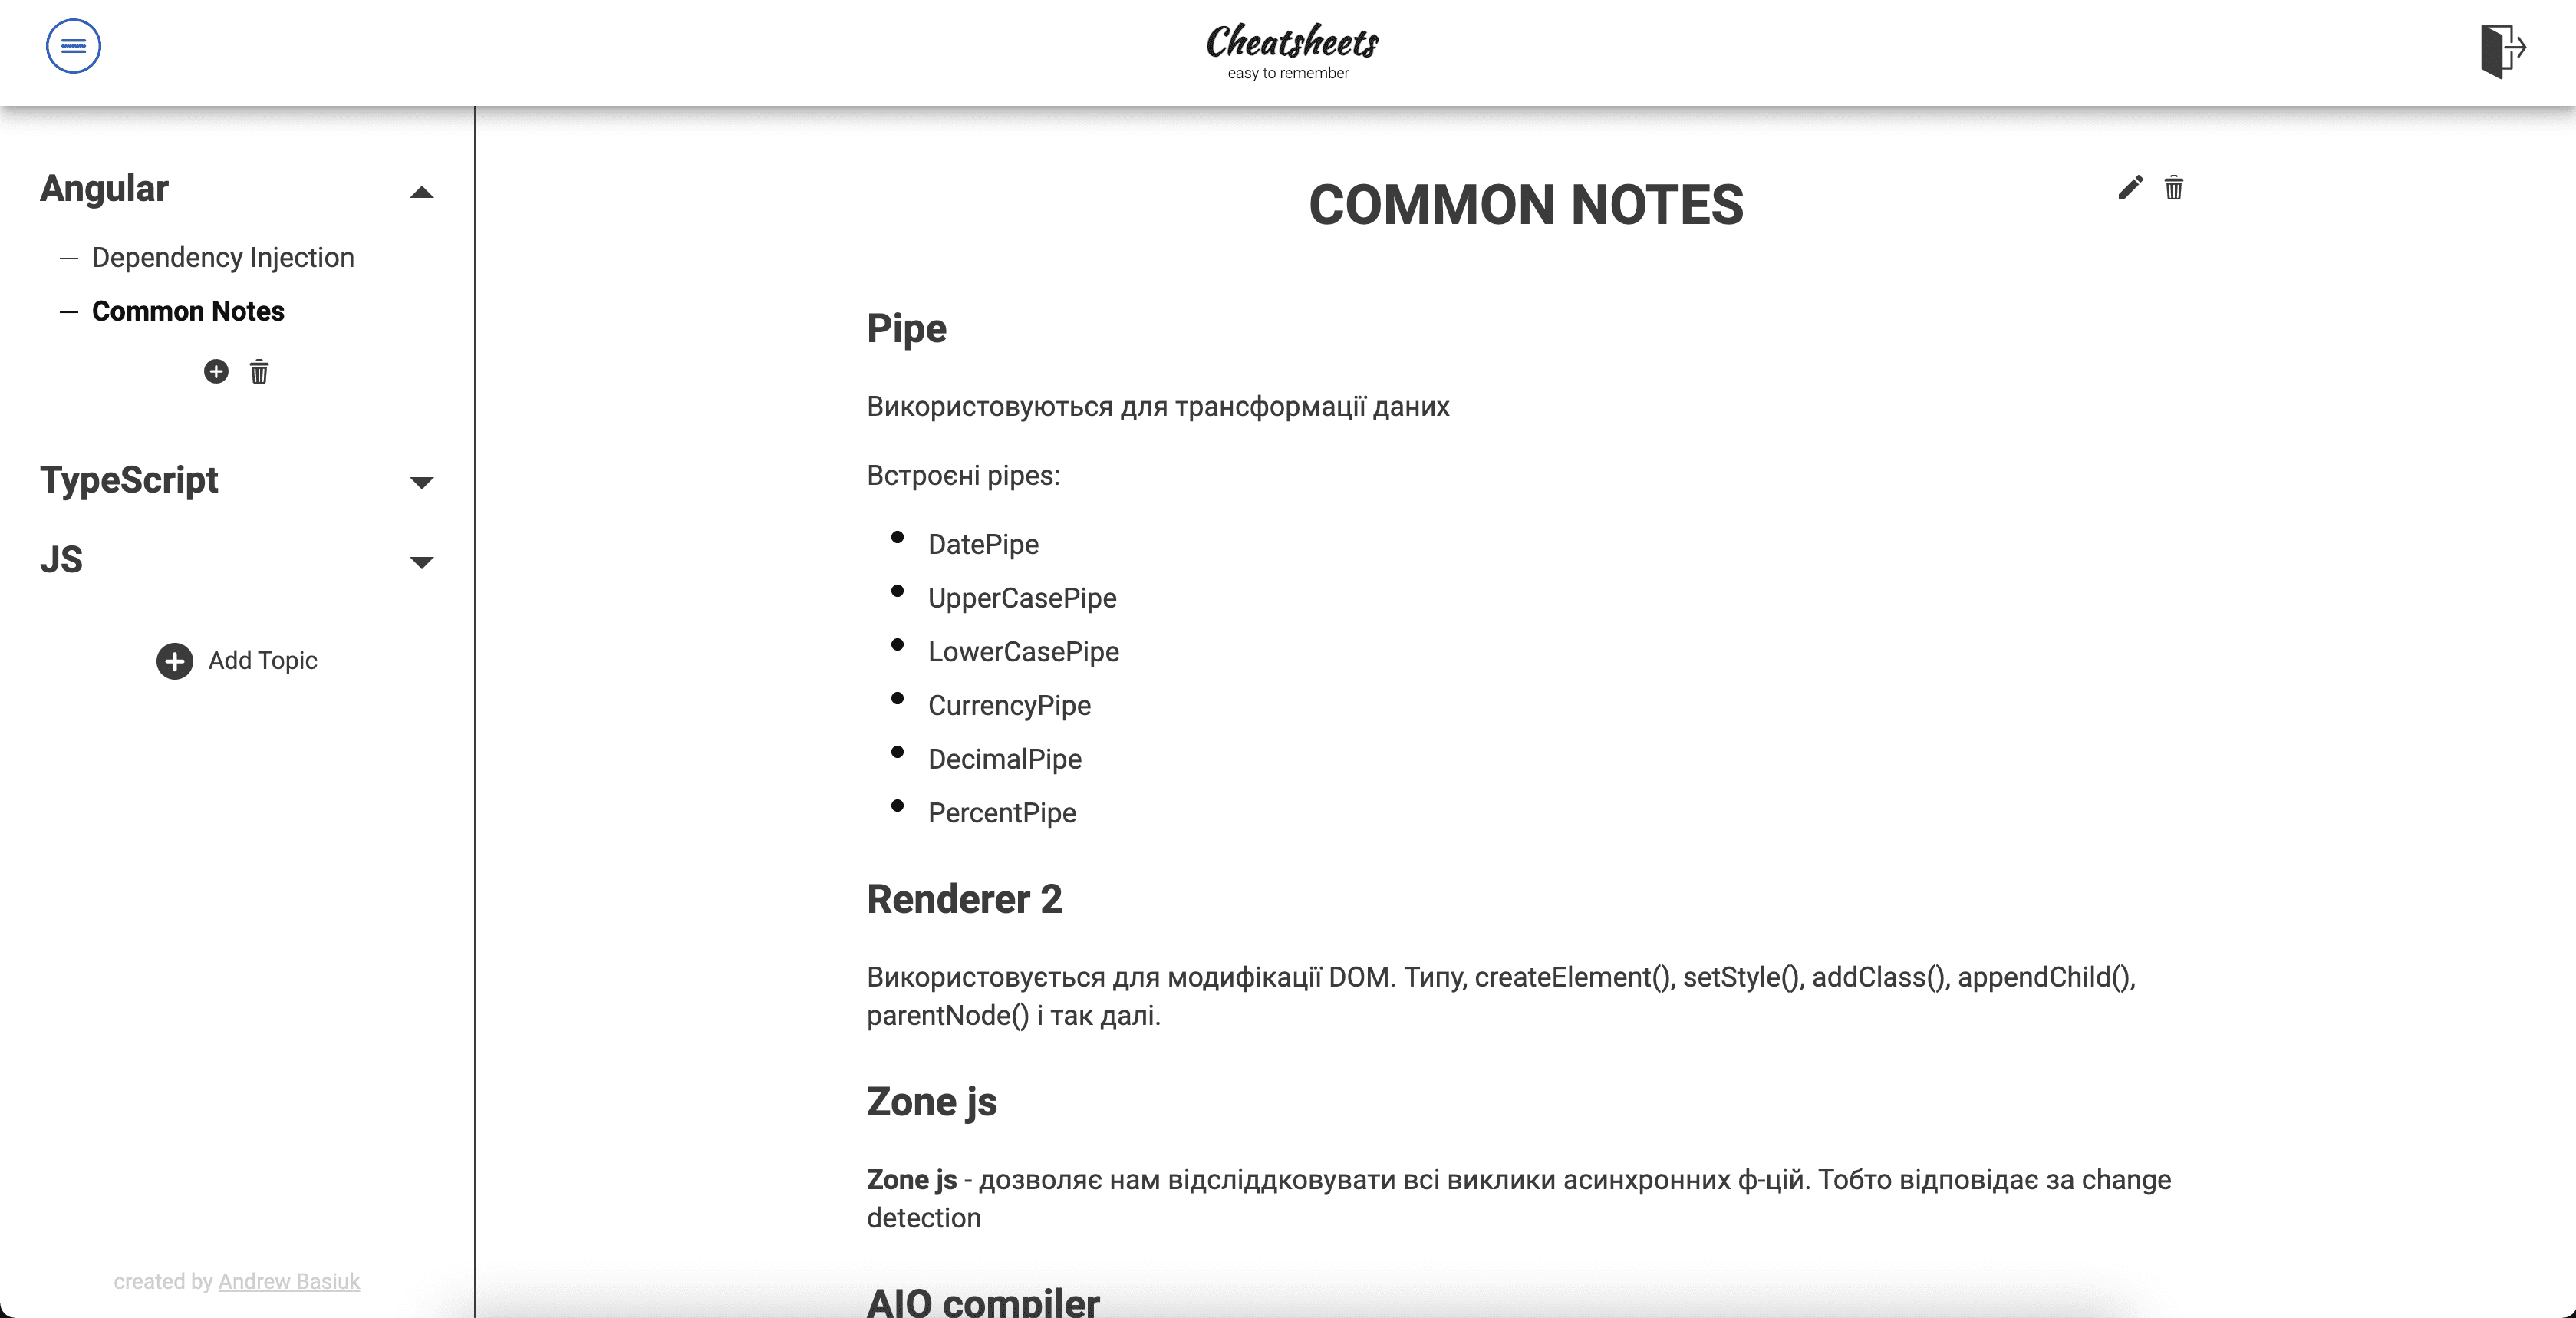 Cheatsheets
easy to remember
Angular
Dependency Injection
Common Notes
TypeScript
JS
Add Topic
created by Andrew Basiuk
COMMON NOTES
Pipe
Використовуються для трансформації даних
Встроєні pipes:
DatePipe
UpperCasePipe
LowerCasePipe
CurrencyPipe
DecimalPipe
PercentPipe
Renderer 2
Використовується для модифікації DOM. Типу, createElement(), setStyle(), addClass(), appendChild(),
parentNode() і так далі.
Zone js
Zone js - дозволяє нам відсліддковувати всі виклики асинхронних ф-цій. Тобто відповідає за change
detection
AIO compiler